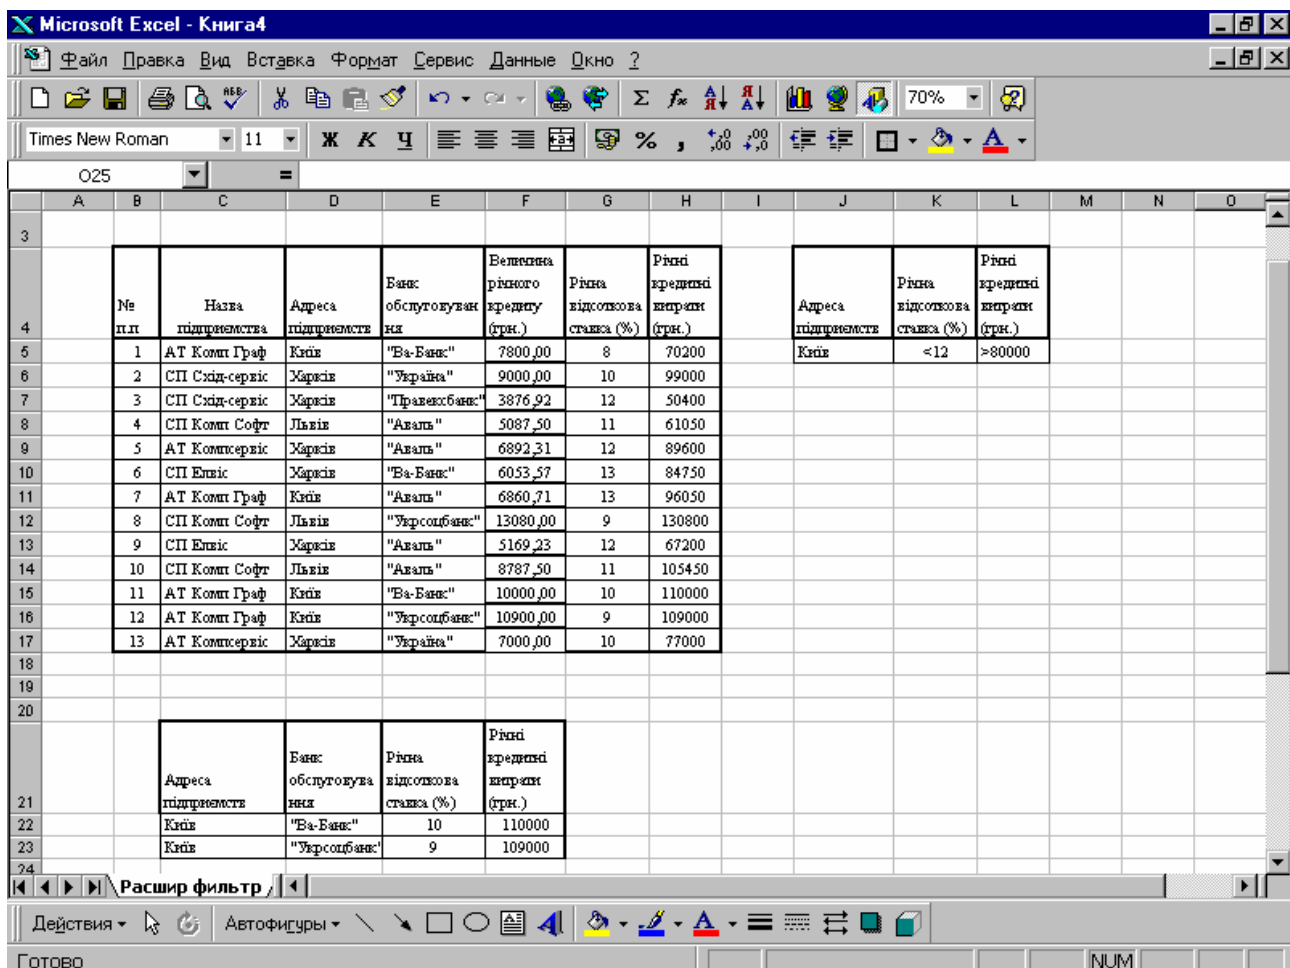 Microsoft Excel - Книга4
Файл Правка Вид Вставка Формат Сервис Данные Окно ?
70%
Times New Roman 11 Ж К Ч
O25 =
A B C D E F G H I J K L M N O
3
4 № п.п Назва підприємства Адреса підприємств Банк обслуговуван ня Величина річного кредиту (грн.) Річна відсоткова ставка (%) Річні кредитні витрати (грн.) Адреса підприємств Річна відсоткова ставка (%) Річні кредитні витрати (грн.)
5 1 АТ Комп Граф Київ "Ва-Банк" 7800,00 8 70200 Київ <12 >80000
6 2 СП Схід-сервіс Харків "Україна" 9000,00 10 99000
7 3 СП Схід-сервіс Харків "Правексбанк" 3876,92 12 50400
8 4 СП Комп Софт Львів "Аваль" 5087,50 11 61050
9 5 АТ Компсервіс Харків "Аваль" 6892,31 12 89600
10 6 СП Елвіс Харків "Ва-Банк" 6053,57 13 84750
11 7 АТ Комп Граф Київ "Аваль" 6860,71 13 96050
12 8 СП Комп Софт Львів "Укрсоцбанк" 13080,00 9 130800
13 9 СП Елвіс Харків "Аваль" 5169,23 12 67200
14 10 СП Комп Софт Львів "Аваль" 8787,50 11 105450
15 11 АТ Комп Граф Київ "Ва-Банк" 10000,00 10 110000
16 12 АТ Комп Граф Київ "Укрсоцбанк" 10900,00 9 109000
17 13 АТ Компсервіс Харків "Україна" 7000,00 10 77000
18
19
20
21 Адреса підприємств Банк обслуговува ння Річна відсоткова ставка (%) Річні кредитні витрати (грн.)
22 Київ "Ва-Банк" 10 110000
23 Київ "Укрсоцбанк" 9 109000
24
Расшир фильтр
Действия Автофигуры
Готово NUM